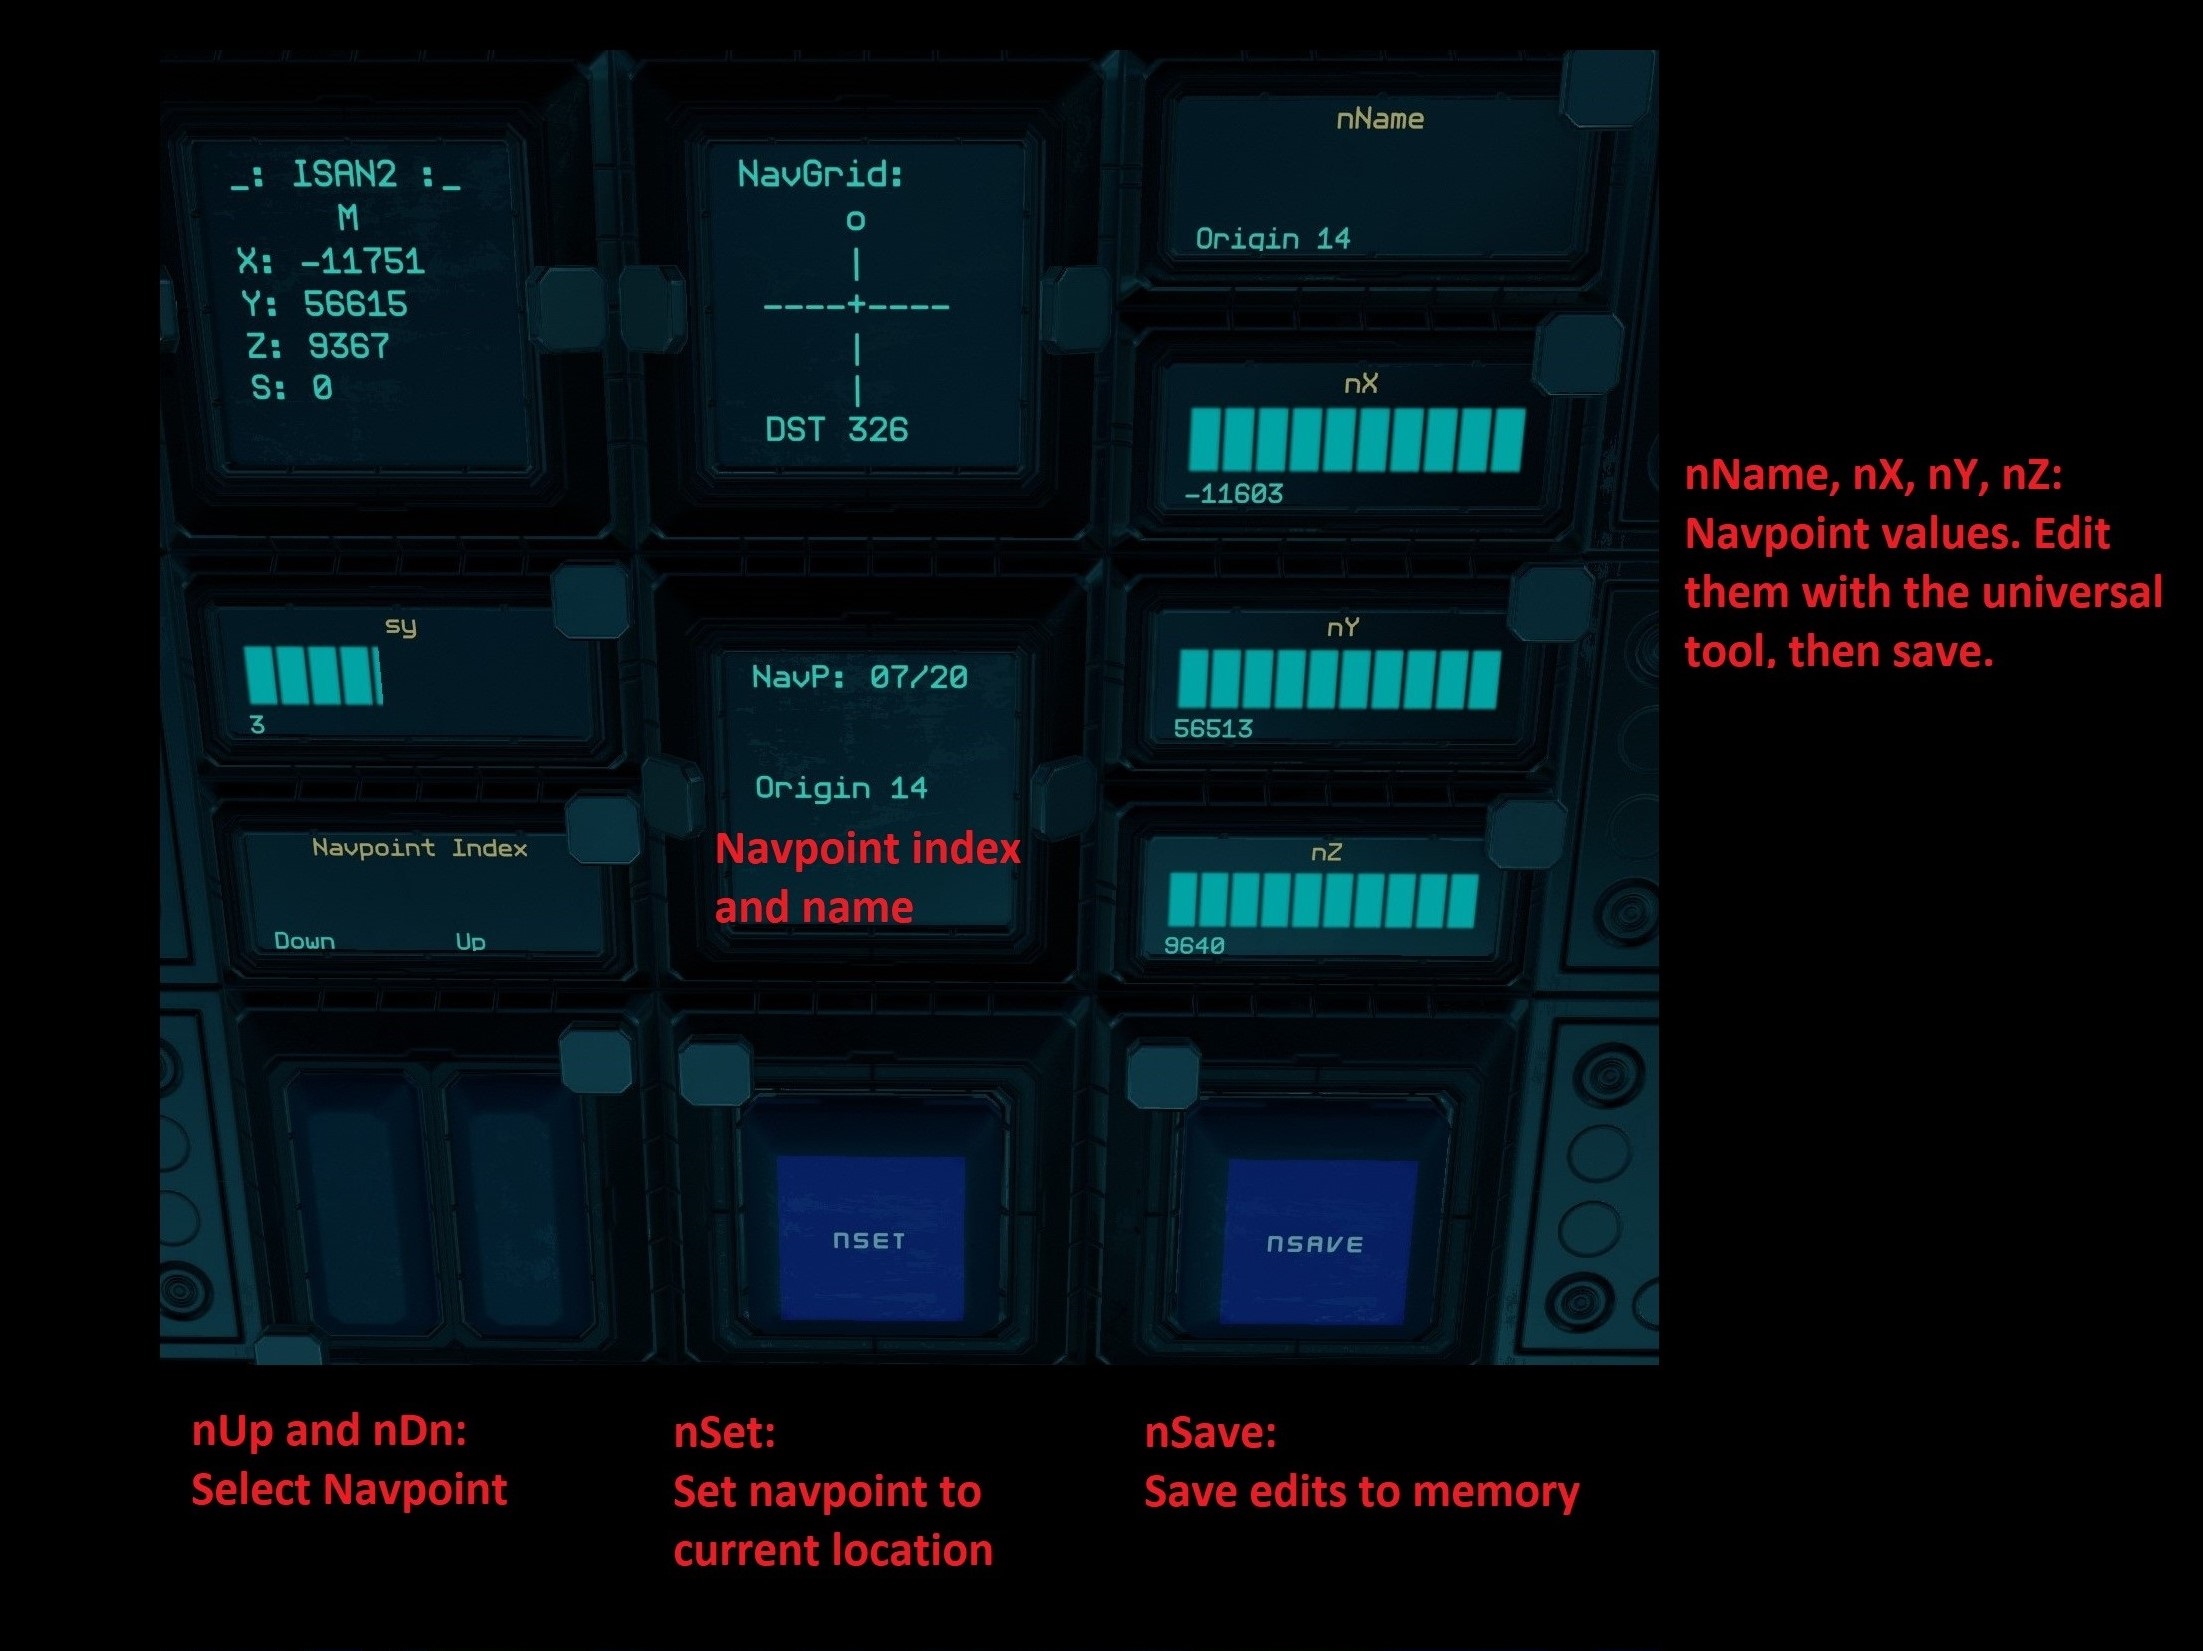 _: ISAN2 :_
M
X: -11751
Y: 56615
Z: 9367
S: 0
NavGrid:
o
|
----+----
|
|
DST 326
nName
Origin 14
nX
-11603
nName, nX, nY, nZ:
Navpoint values. Edit
them with the universal
tool, then save.
sy
3
NavP: 07/20
Origin 14
Navpoint index
and name
nY
56513
Navpoint Index
Down Up
nZ
9640
NSET
NSAVE
nUp and nDn:
Select Navpoint
nSet:
Set navpoint to
current location
nSave:
Save edits to memory